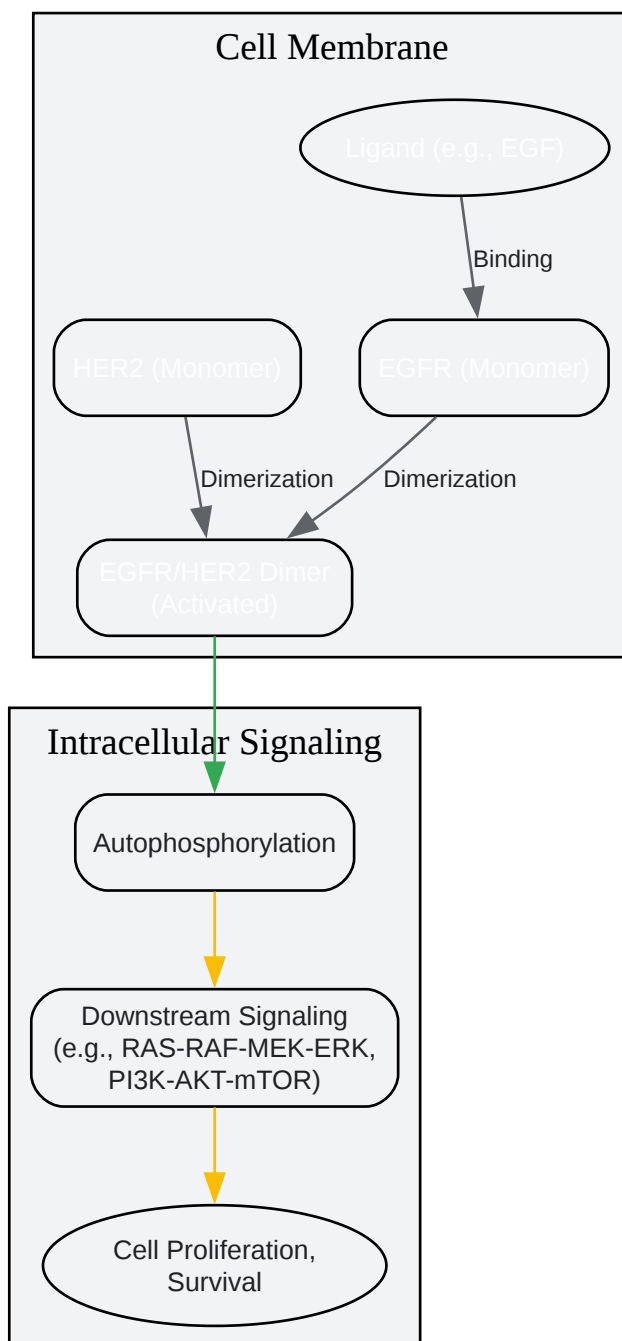 Cell Membrane
Ligand (e.g., EGF)
Binding
HER2 (Monomer)
EGFR (Monomer)
Dimerization
Dimerization
EGFR/HER2 Dimer
(Activated)
Intracellular Signaling
Autophosphorylation
Downstream Signaling
(e.g., RAS-RAF-MEK-ERK,
PI3K-AKT-mTOR)
Cell Proliferation,
Survival